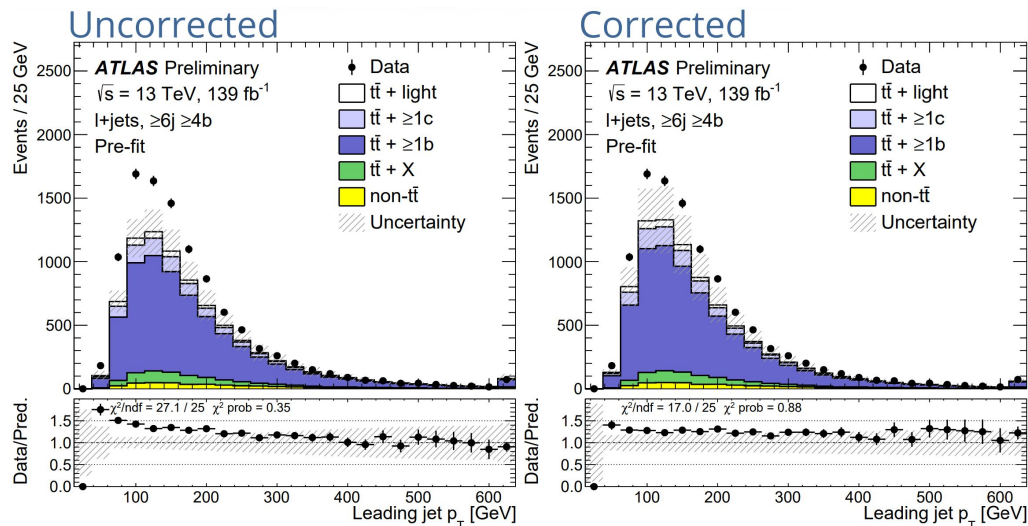 Uncorrected
Events / 25 GeV
2500
2000
1500
1000
500
0
ATLAS Preliminary
√s = 13 TeV, 139 fb⁻¹
l+jets, ≥6j ≥4b
Pre-fit
Data
tt̄ + light
tt̄ + ≥1c
tt̄ + ≥1b
tt̄ + X
non-tt̄
Uncertainty
Data/Pred.
1.5
1.0
0.5
0.0
χ²/ndf = 27.1 / 25 χ² prob = 0.35
100 200 300 400 500 600
Leading jet p_T [GeV]
Corrected
Events / 25 GeV
2500
2000
1500
1000
500
0
ATLAS Preliminary
√s = 13 TeV, 139 fb⁻¹
l+jets, ≥6j ≥4b
Pre-fit
Data
tt̄ + light
tt̄ + ≥1c
tt̄ + ≥1b
tt̄ + X
non-tt̄
Uncertainty
Data/Pred.
1.5
1.0
0.5
0.0
χ²/ndf = 17.0 / 25 χ² prob = 0.88
100 200 300 400 500 600
Leading jet p_T [GeV]